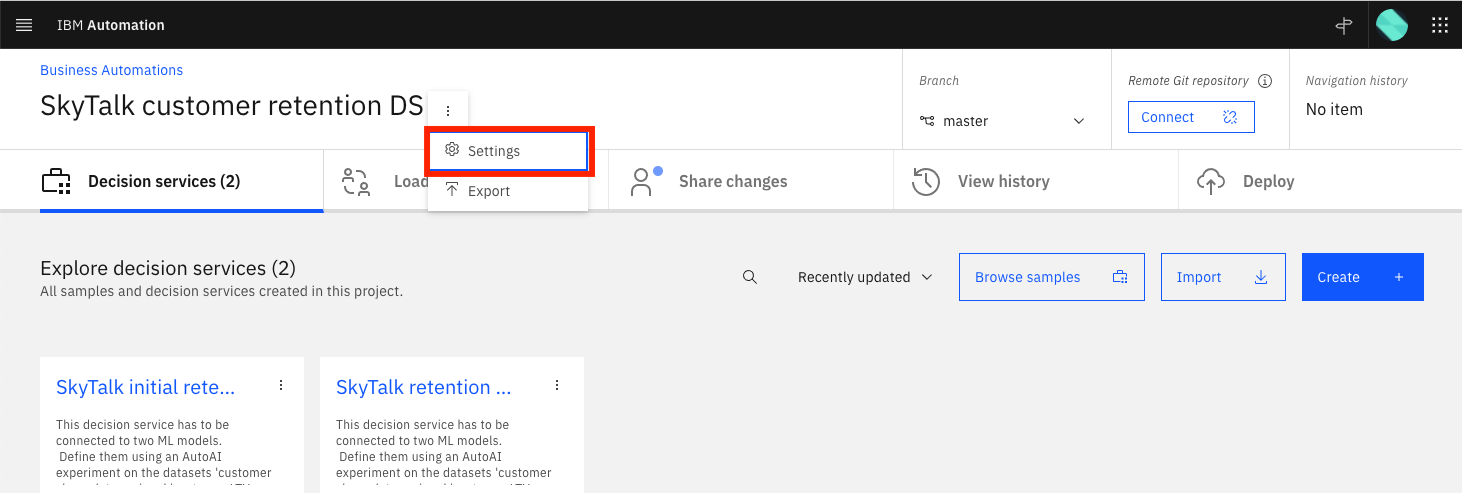 IBM Automation
Business Automations
SkyTalk customer retention DS
Branch
master
Remote Git repository
Connect
Navigation history
No item
Settings
Export
Decision services (2)
Load
Share changes
View history
Deploy
Explore decision services (2)
All samples and decision services created in this project.
Recently updated
Browse samples
Import
Create
SkyTalk initial rete...
This decision service has to be
connected to two ML models.
Define them using an AutoAI
experiment on the datasets 'customer
SkyTalk retention ...
This decision service has to be
connected to two ML models.
Define them using an AutoAI
experiment on the datasets 'customer